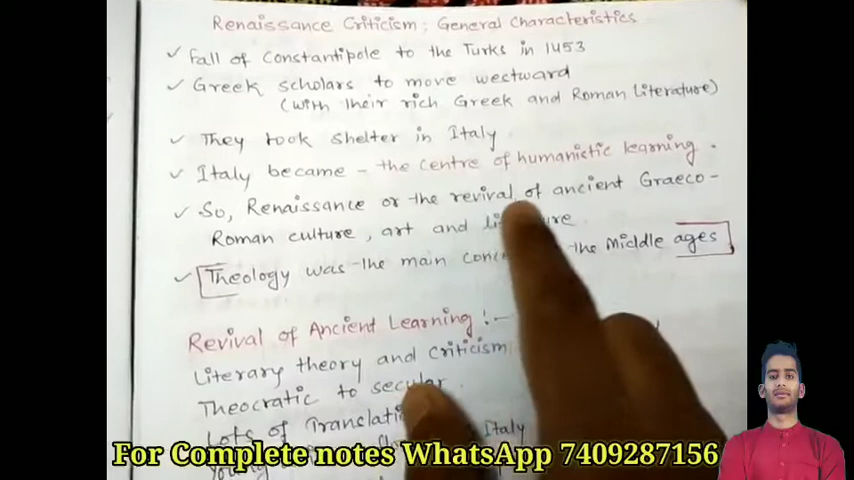 Renaissance Criticism : General Characteristics
✓ Fall of Constantipole to the Turks in 1453
✓ Greek scholars to move westward
(with their rich Greek and Roman Literature)
✓ They took shelter in Italy
✓ Italy became - the centre of humanistic learning.
✓ So, Renaissance or the revival of ancient Graeco-
Roman culture, art and
✓ Theology was the main the Middle ages
Revival of Ancient Learning :-
Literary theory and criticism
Theocratic to secular.
Lots of Italy
For Complete notes WhatsApp 7409287156